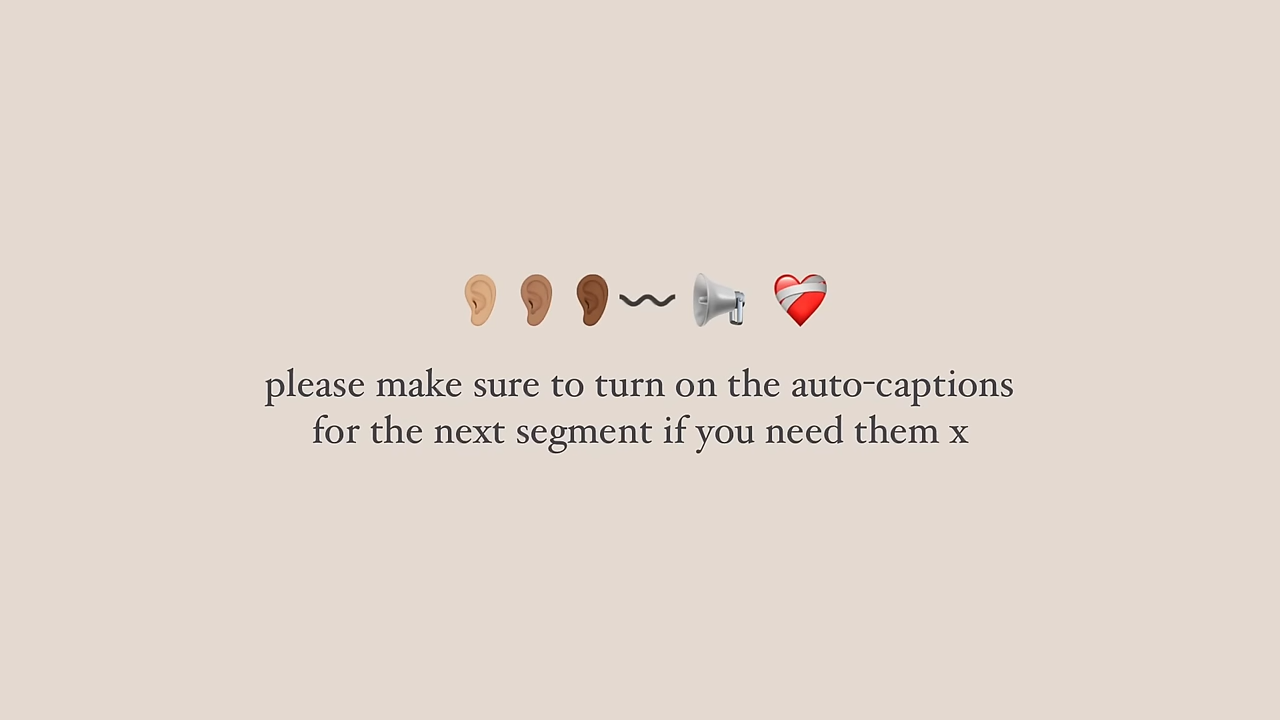 please make sure to turn on the auto-captions
for the next segment if you need them x